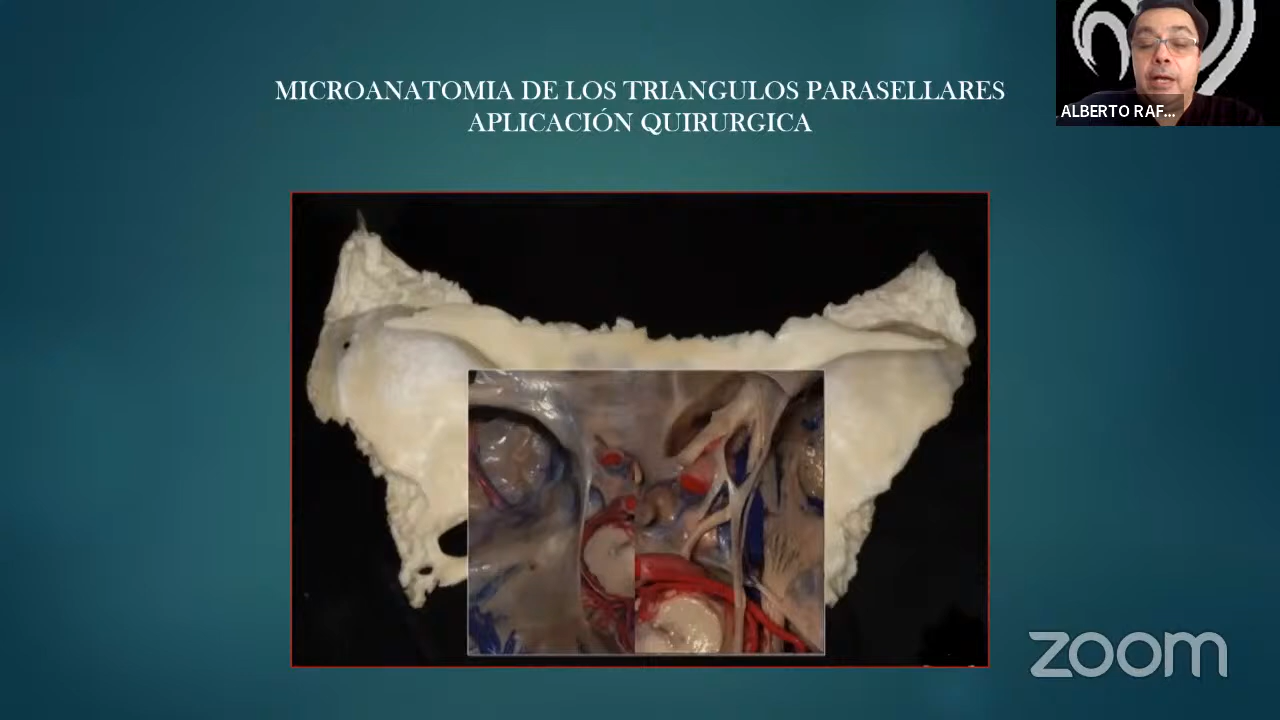 MICROANATOMIA DE LOS TRIANGULOS PARASELLARES
APLICACIÓN QUIRURGICA
ALBERTO RAF...
zoom